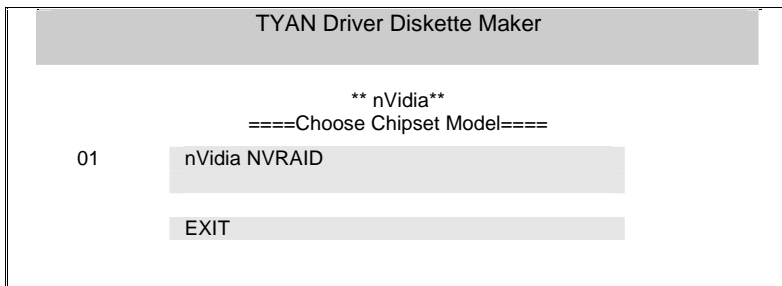 TYAN Driver Diskette Maker
** nVidia**
====Choose Chipset Model====
01 nVidia NVRAID
EXIT